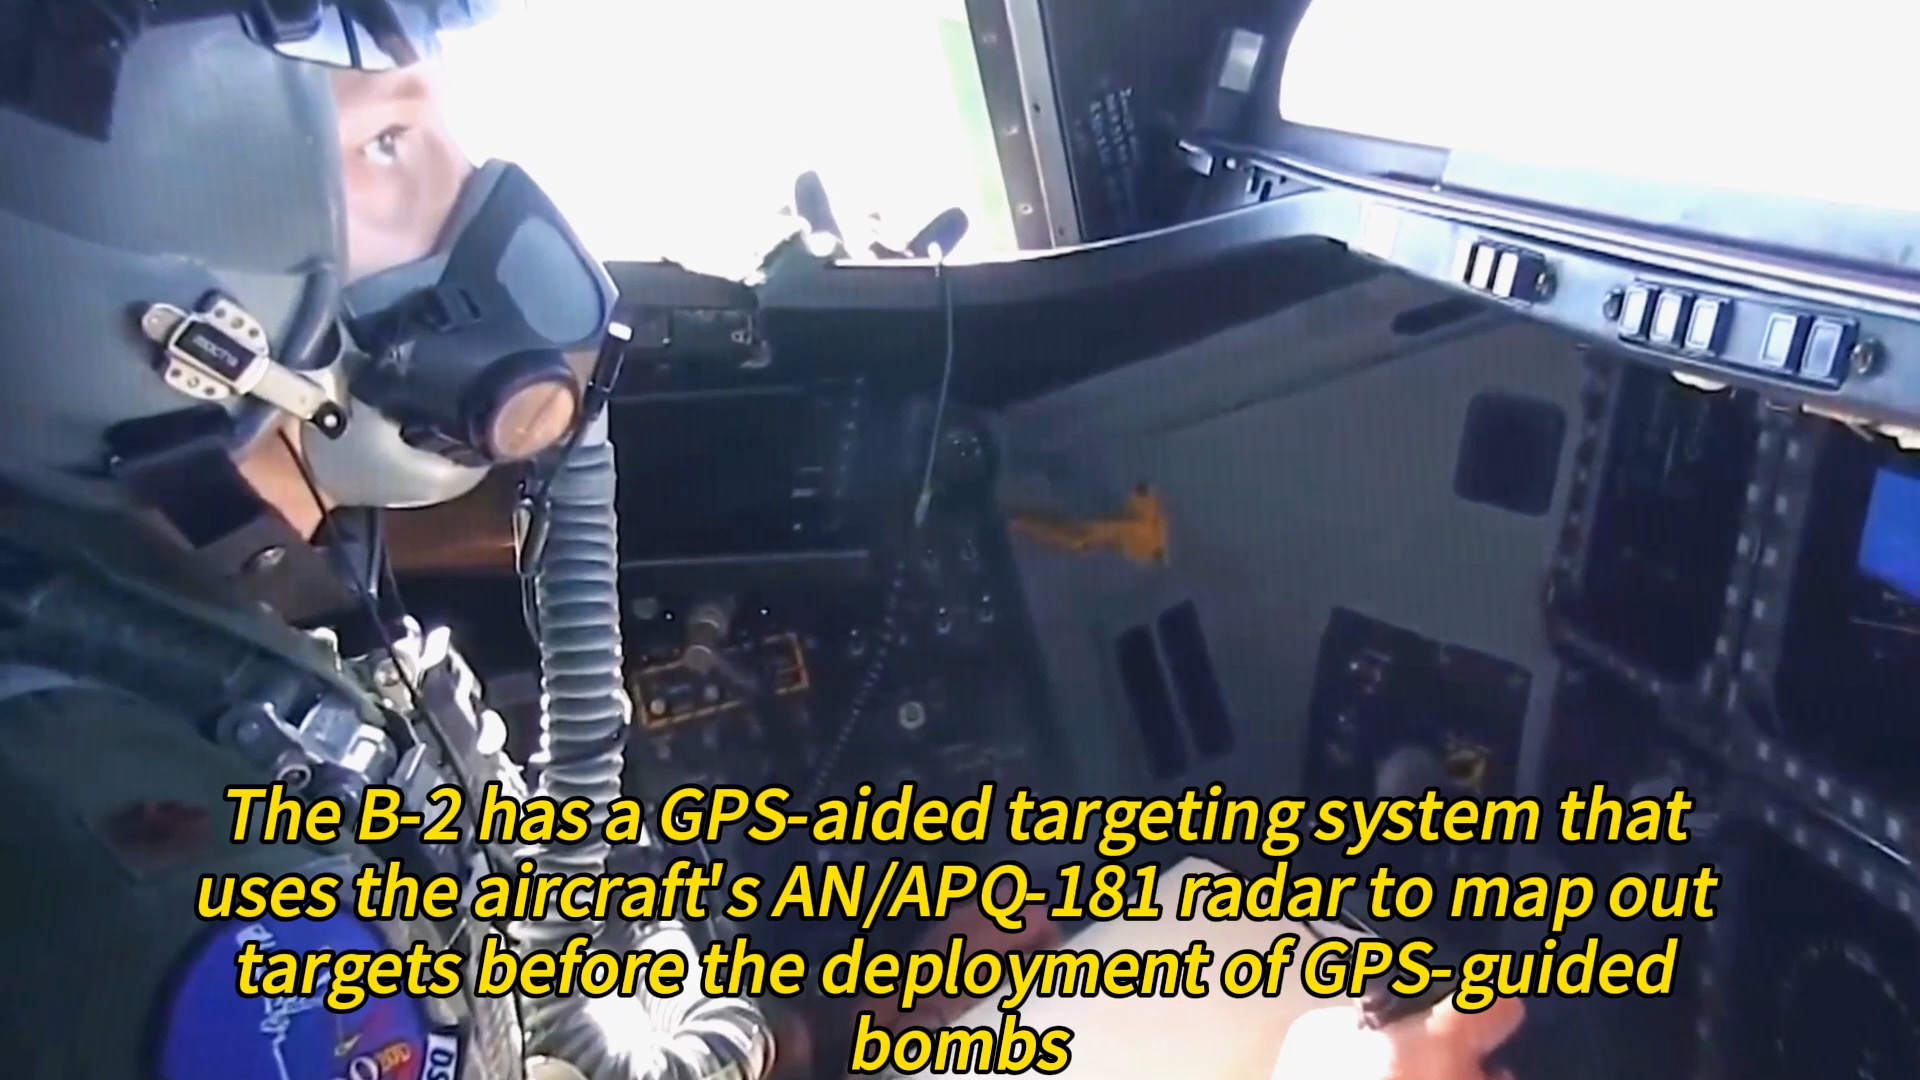 The B-2 has a GPS-aided targeting system that
uses the aircraft's AN/APQ-181 radar to map out
targets before the deployment of GPS-guided
bombs